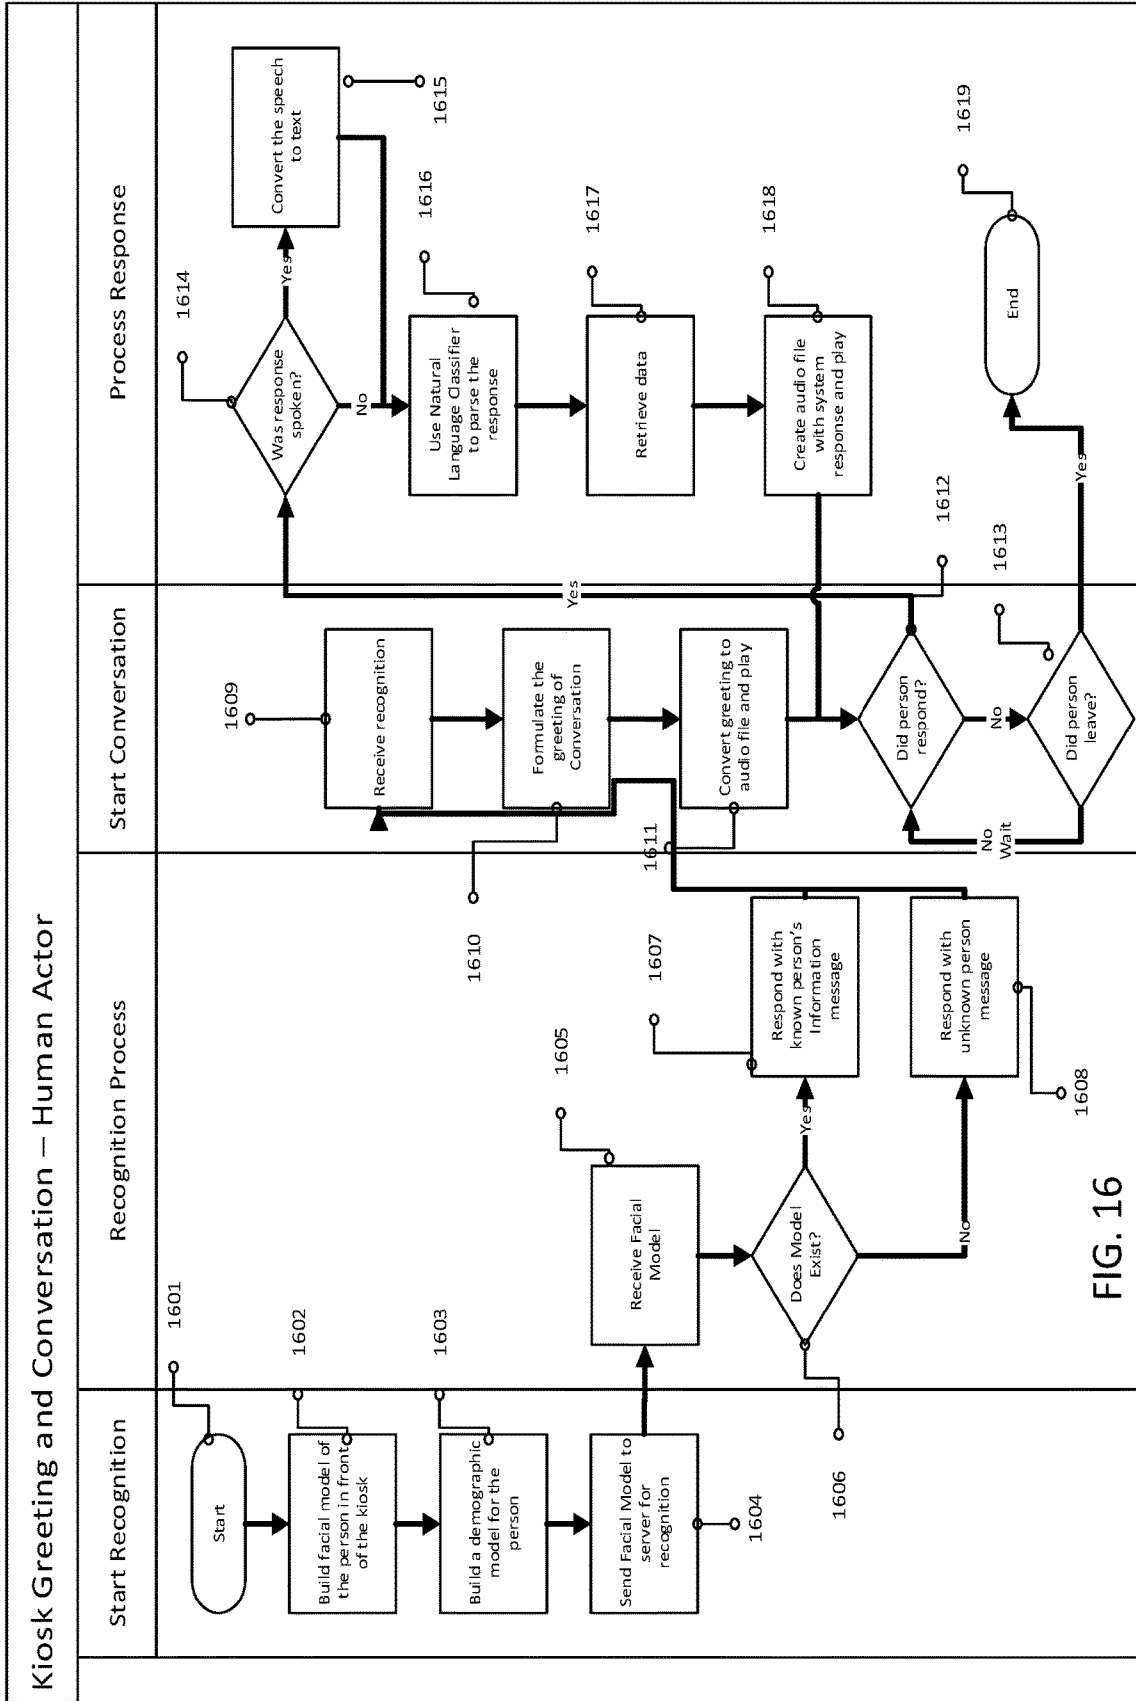 Kiosk Greeting and Conversation – Human Actor
Start Recognition
Recognition Process
Start Conversation
Process Response
1601
Start
1602
Build facial model of
the person in front
of the kiosk
1603
Build a demographic
model for the
person
Send Facial Model to
server for
recognition
1604
1605
Receive Facial
Model
Does Model
Exist?
1606
Yes
No
1607
Respond with
known person's
Information
message
Respond with
unknown person
message
1608
1609
Receive recognition
Formulate the
greeting of
Conversation
1610
Convert greeting to
audio file and play
1611
Did person
respond?
1612
Yes
No
Did person
leave?
1613
No
Wait
Yes
1614
Was response
spoken?
Yes
No
Convert the speech
to text
1615
Use Natural
Language Classifier
to parse the
response
1616
Retrieve data
1617
Create audio file
with system
response and play
1618
End
1619
FIG. 16